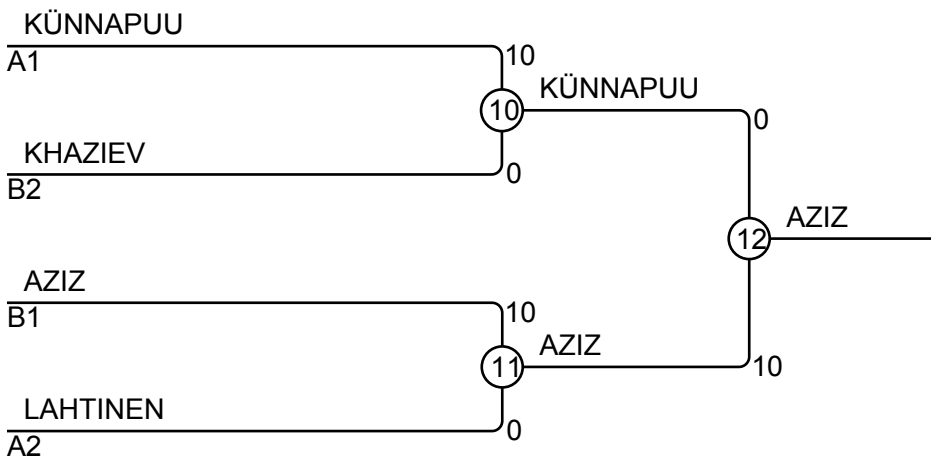 KÜNNAPUU
A1
10
10
KÜNNAPUU
0
KHAZIEV
B2
0
12
AZIZ
AZIZ
B1
10
11
AZIZ
10
LAHTINEN
A2
0